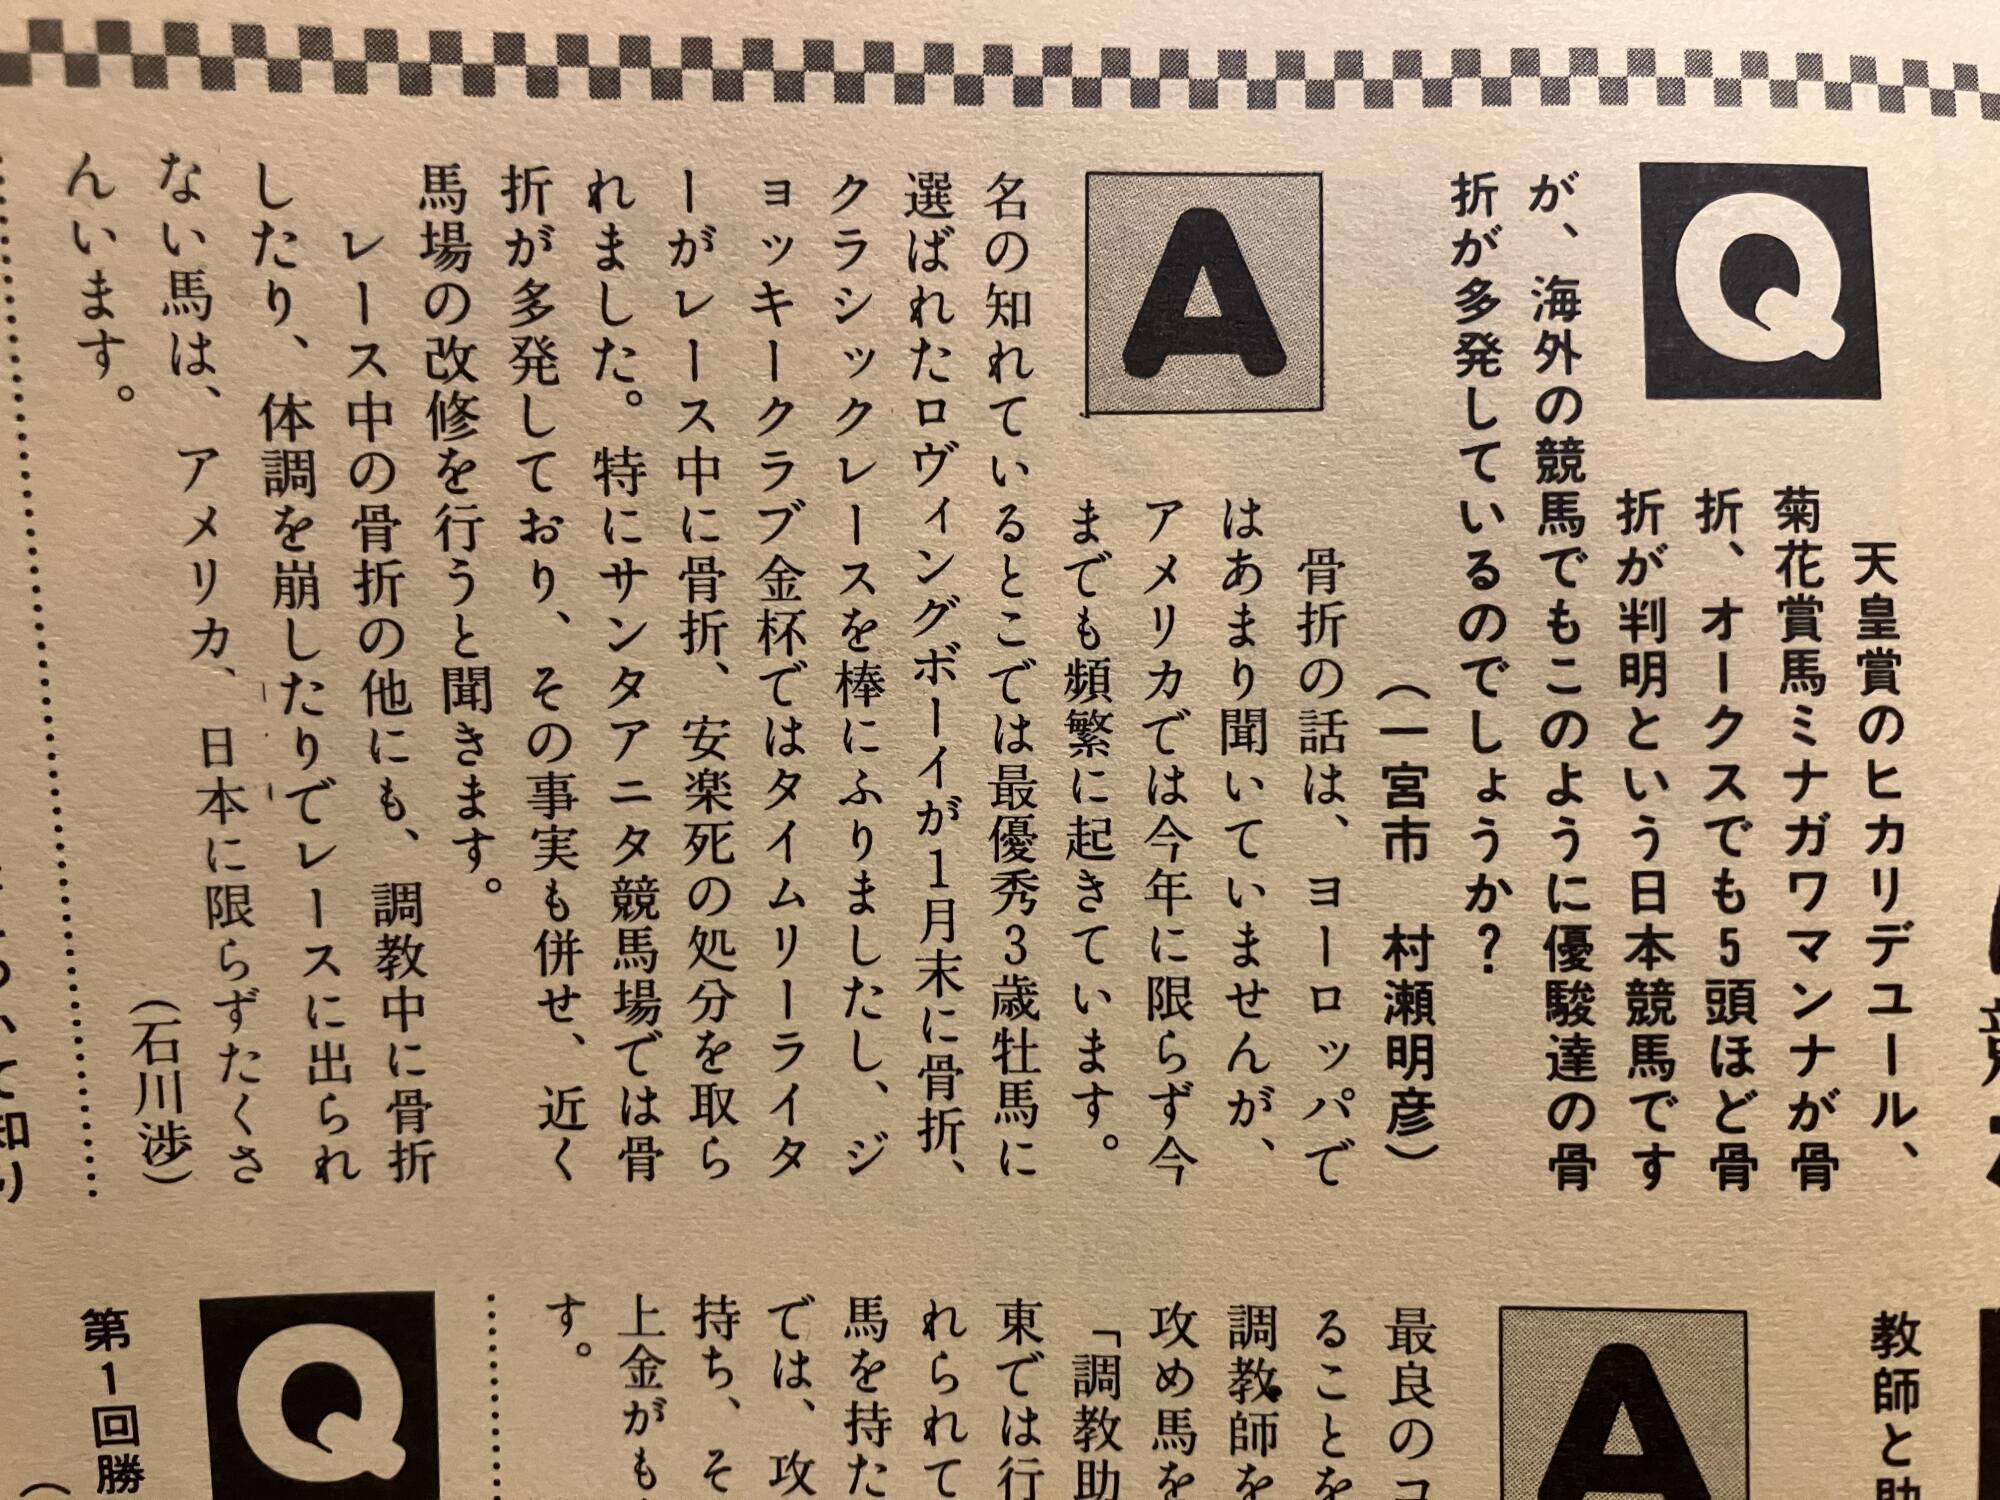 Q
天皇賞のヒカリデユール、
菊花賞馬ミナガワマンナが骨
折、オークスでも5頭ほど骨
折が判明という日本競馬です
が、海外の競馬でもこのように優駿達の骨
折が多発しているのでしょうか?
(一宮市 村瀬明彦)
A
骨折の話は、ヨーロッパで
はあまり聞いていませんが、
アメリカでは今年に限らず今
までも頻繁に起きています。
名の知れているとこでは最優秀3歳牡馬に
選ばれたロヴィングボーイが1月末に骨折、
クラシックレースを棒にふりましたし、ジ
ョッキークラブ金杯ではタイムリーライタ
ーがレース中に骨折、安楽死の処分を取ら
れました。特にサンタアニタ競馬場では骨
折が多発しており、その事実も併せ、近く
馬場の改修を行うと聞きます。
レース中の骨折の他にも、調教中に骨折
したり、体調を崩したりでレースに出られ
ない馬は、アメリカ、日本に限らずたくさ
んいます。
(石川渉)
教師と助
A
最良のコ
ることを
調教師を
攻め馬を
「調教助
東では行
れられて
馬を持た
では、攻
持ち、そ
上金がも
す。
Q
第1回勝